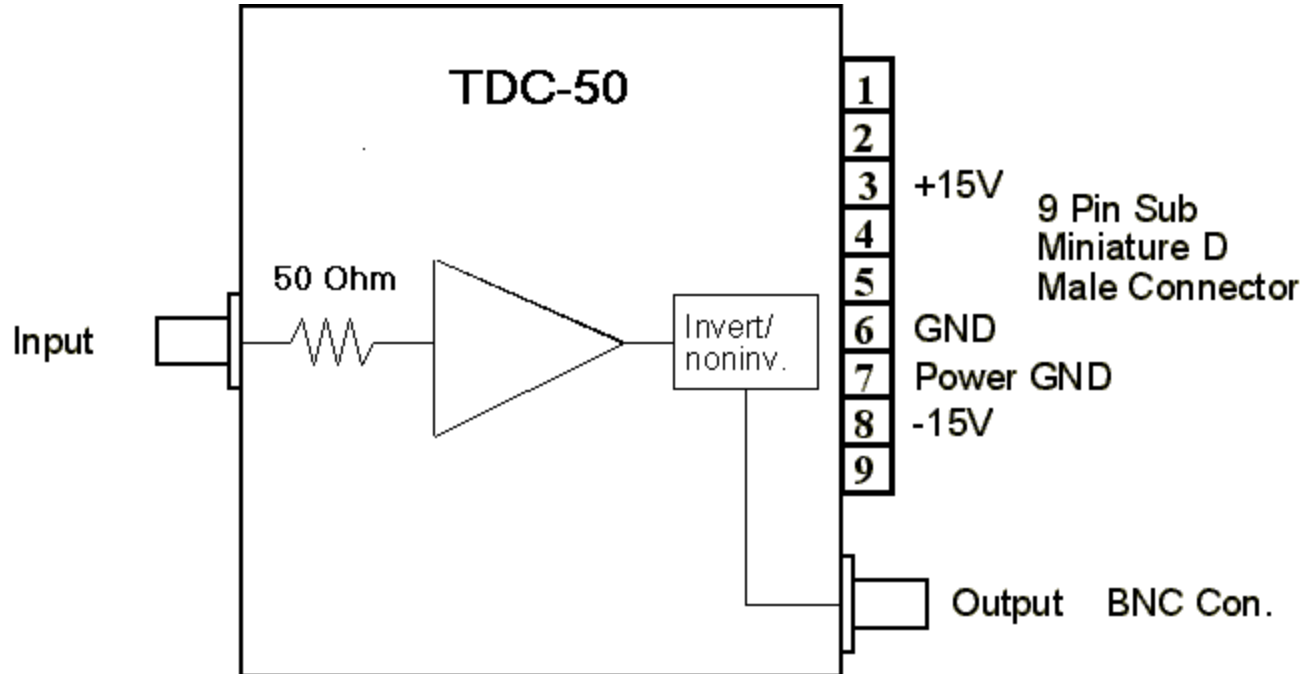 TDC-50
1
2
3 +15V
9 Pin Sub
Miniature D
Male Connector
4
5
50 Ohm
Input
Invert/
noninv.
6 GND
7 Power GND
8 -15V
9
Output BNC Con.